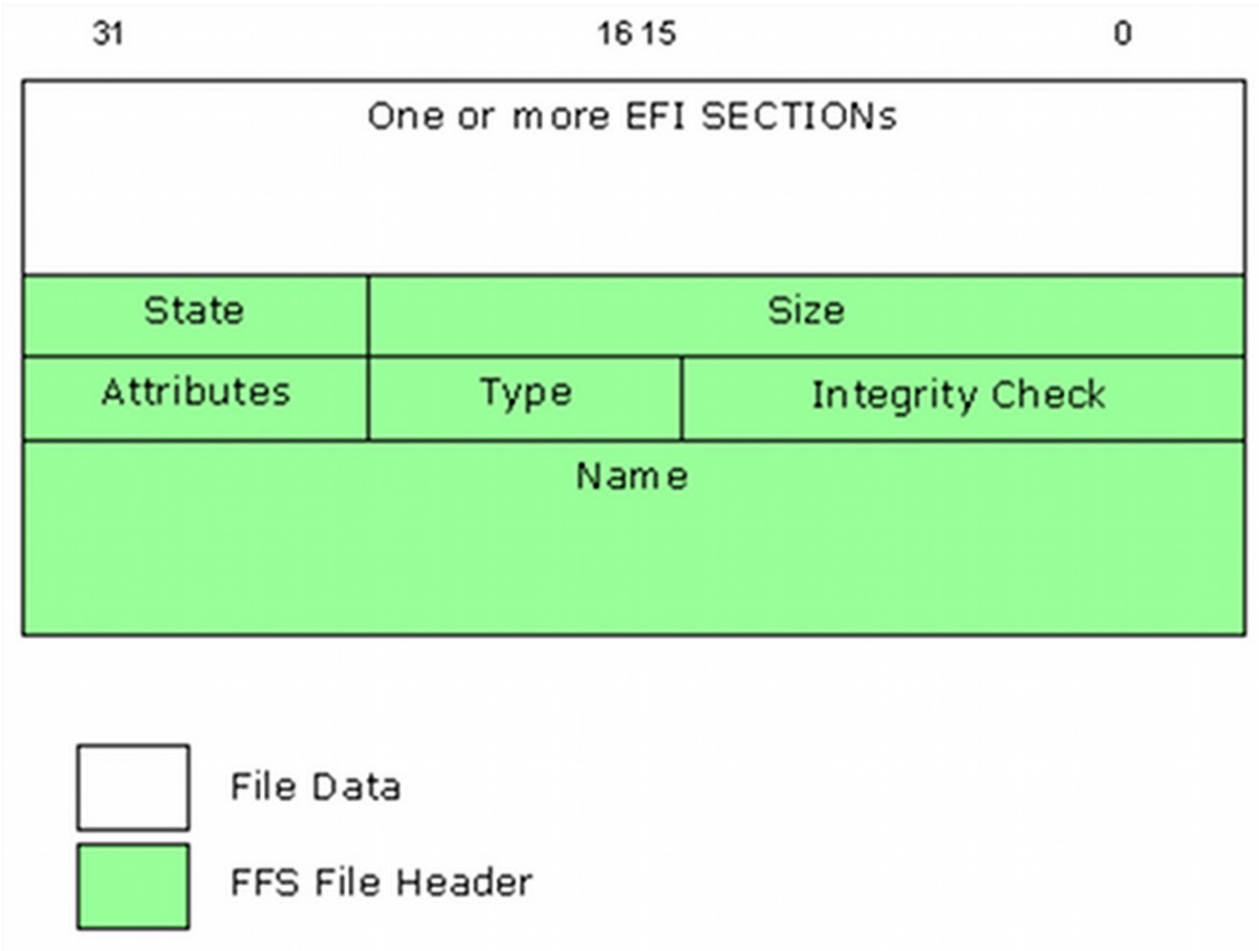 31 16 15 0
One or more EFI SECTIONs
State Size
Attributes Type Integrity Check
Name
File Data
FFS File Header